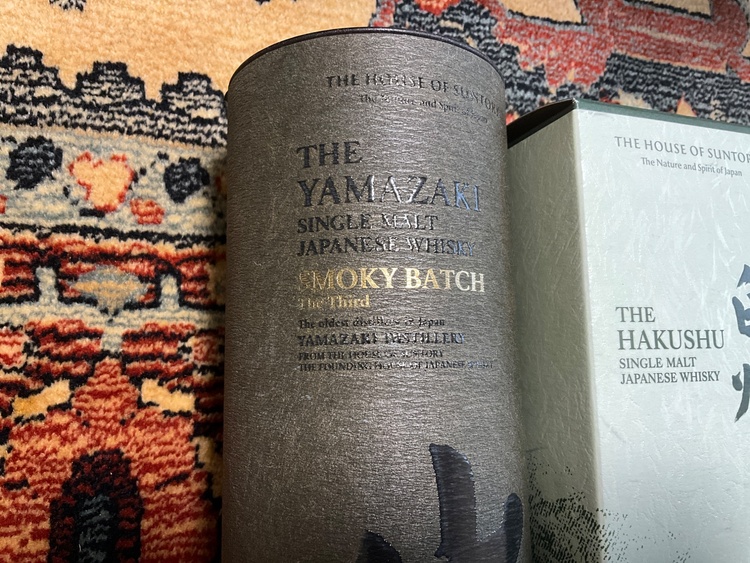 THE HOUSE OF SUNTORY
The Nature and Spirit of Japan
THE
YAMAZAKI
SINGLE MALT
JAPANESE WHISKY
SMOKY BATCH
The Third
The oldest distillery in Japan
YAMAZAKI DISTILLERY
FROM THE HOUSE OF SUNTORY
THE FOUNDING HOUSE OF JAPANESE WHISKY
THE HOUSE OF SUNTO
The Nature and Spirit of Japan
THE
HAKUSHU
SINGLE MALT
JAPANESE WHISKY